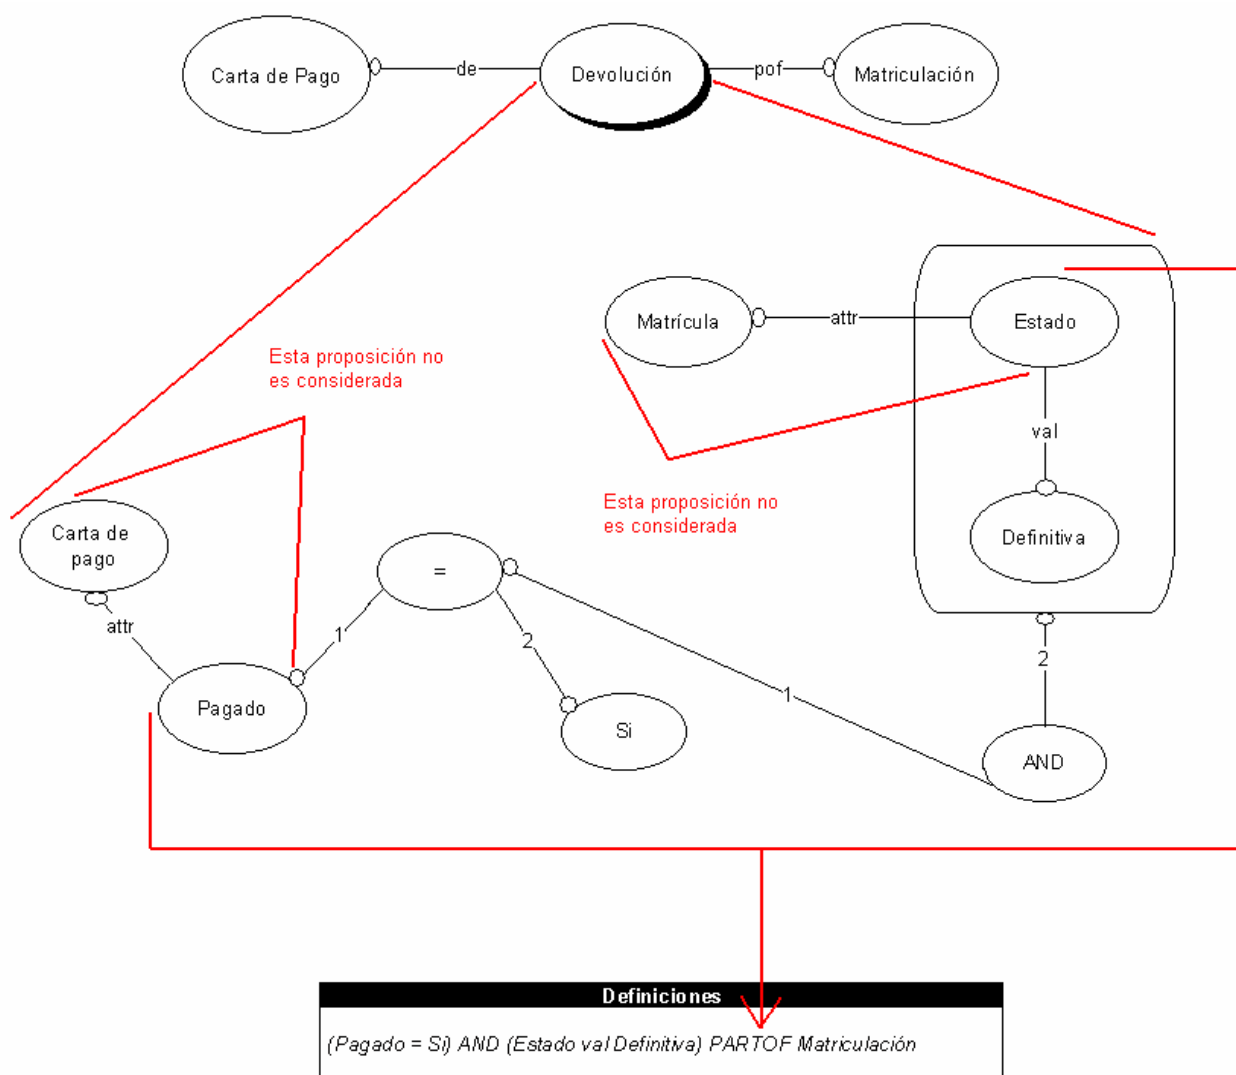 Carta de Pago
de
Devolución
pof
Matriculación
Matrícula
attr
Estado
Esta proposición no
es considerada
val
Esta proposición no
es considerada
Definitiva
Carta de
pago
=
attr
1
2
2
Pagado
1
Si
AND
Definiciones
(Pagado = Si) AND (Estado val Definitiva) PARTOF Matriculación